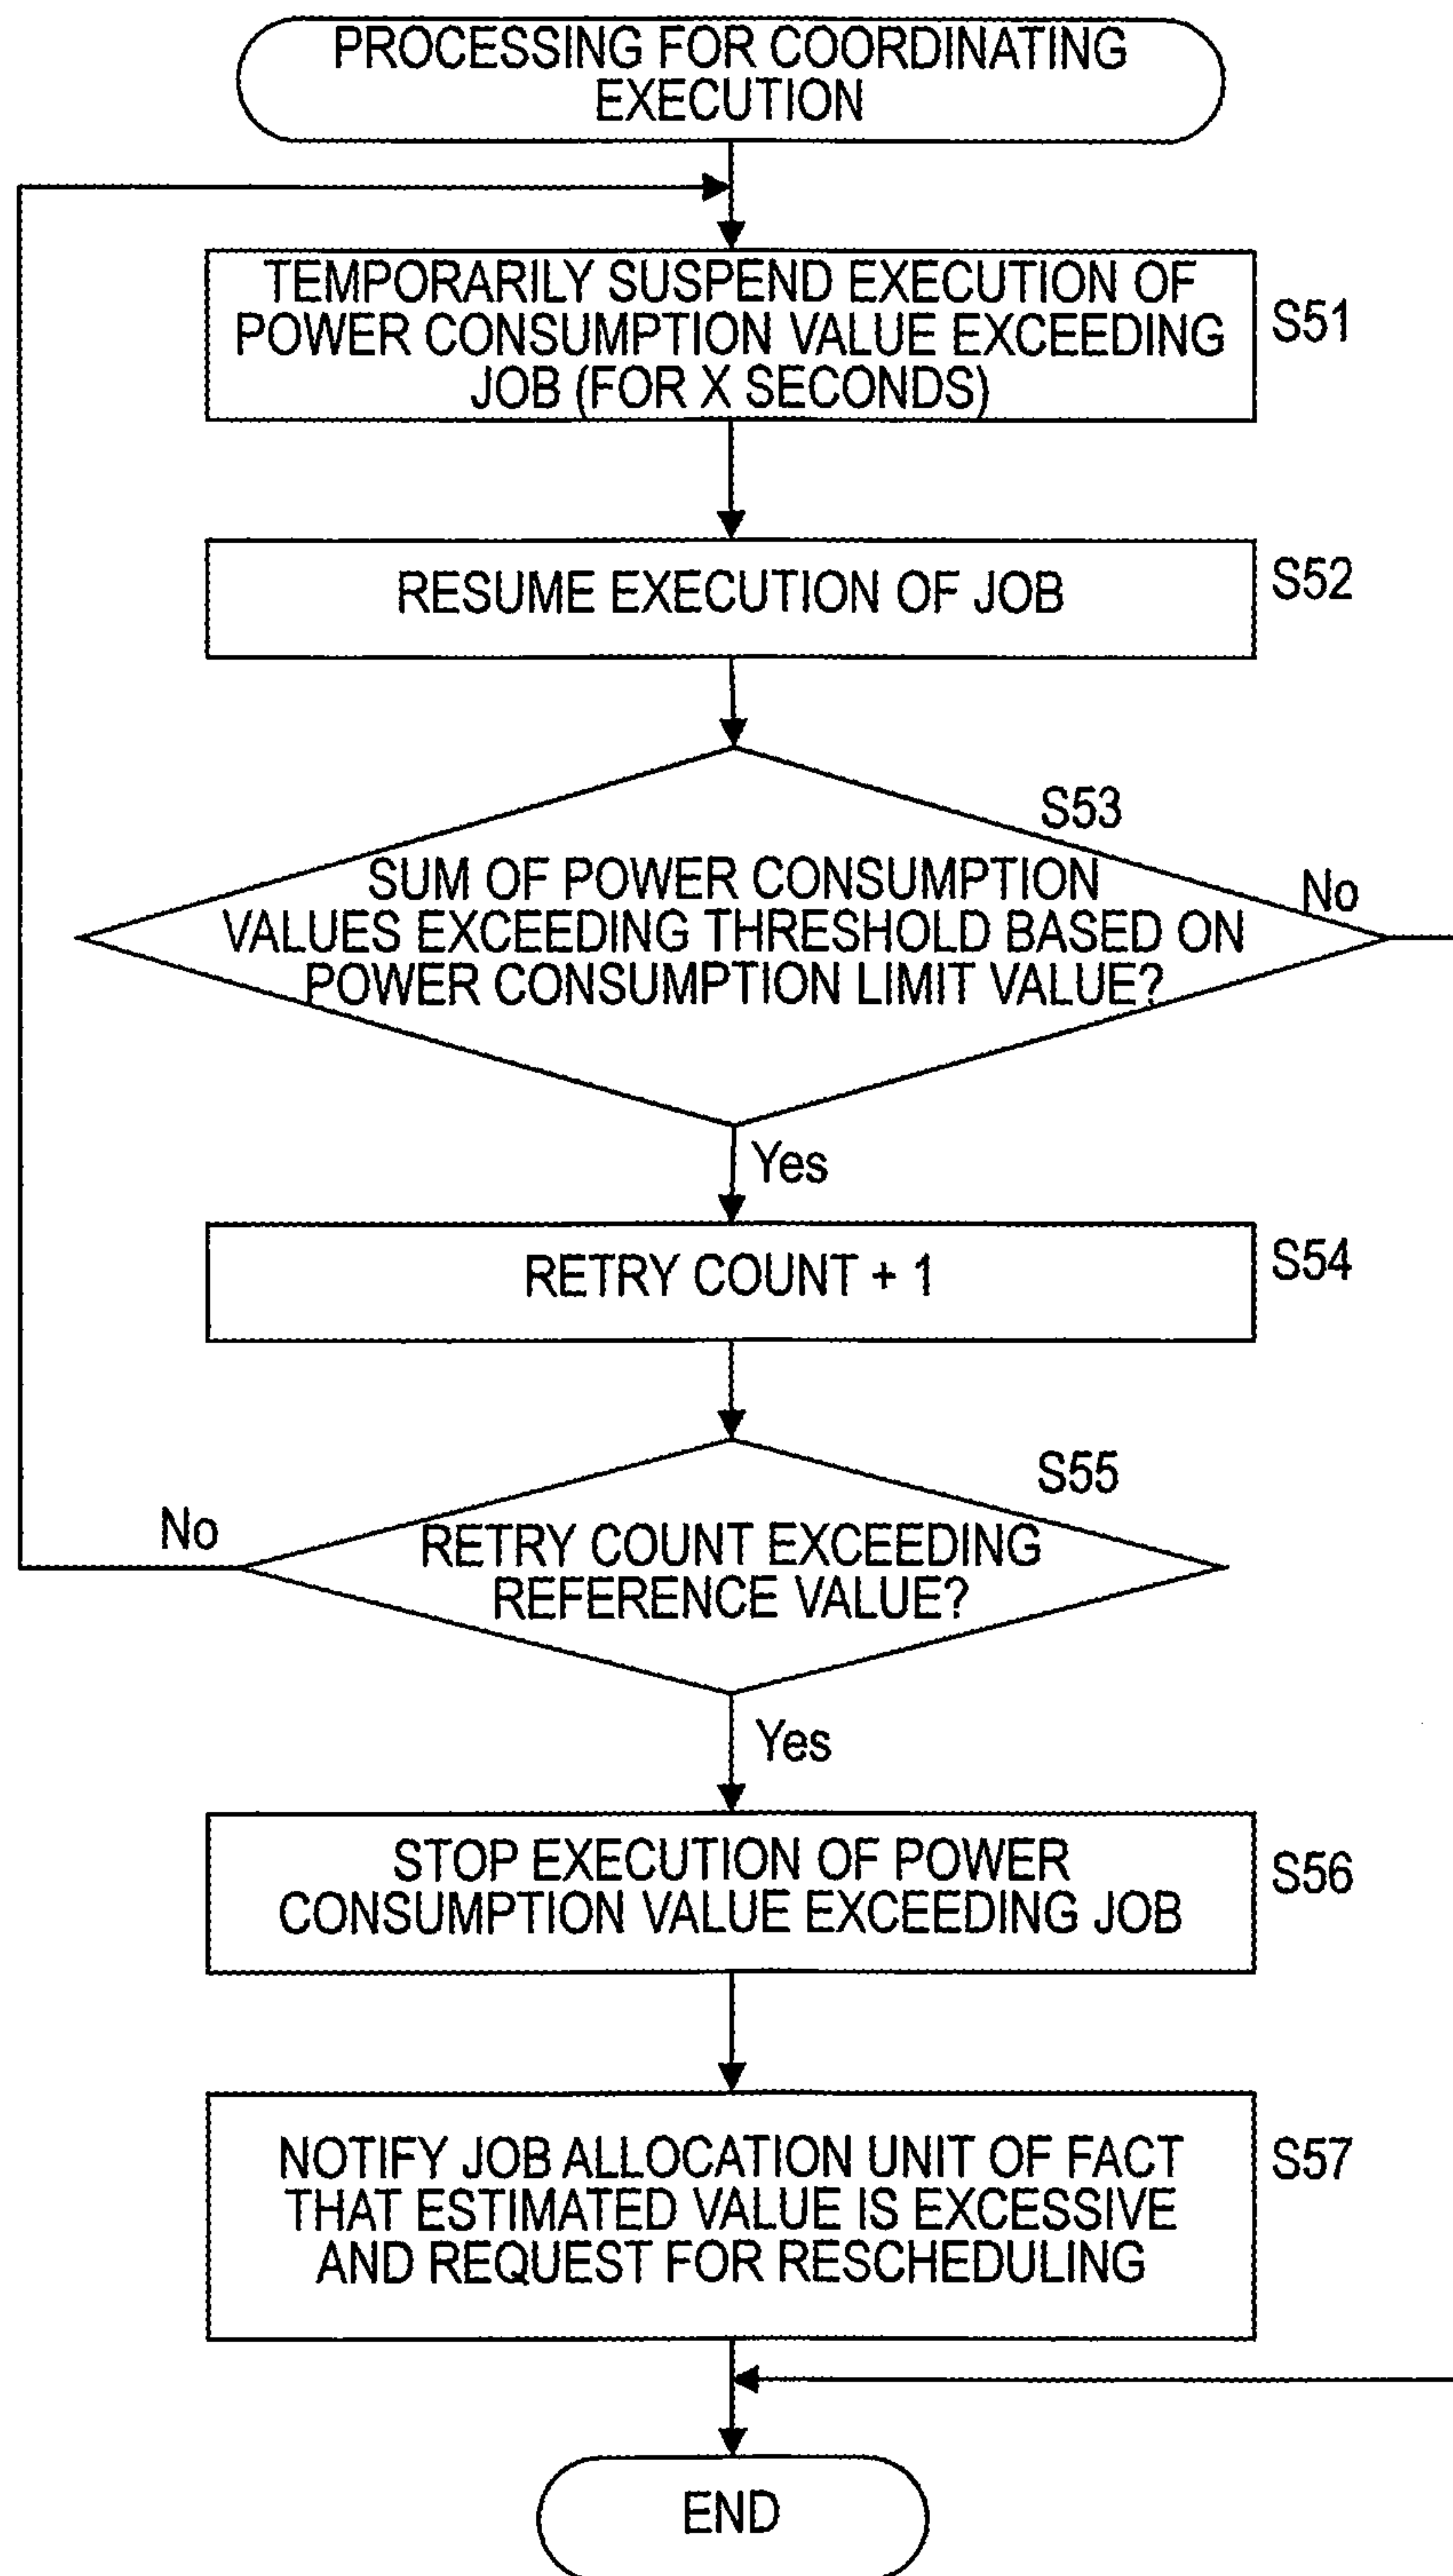 PROCESSING FOR COORDINATING
EXECUTION
TEMPORARILY SUSPEND EXECUTION OF
POWER CONSUMPTION VALUE EXCEEDING
JOB (FOR X SECONDS)
S51
RESUME EXECUTION OF JOB
S52
S53
SUM OF POWER CONSUMPTION
VALUES EXCEEDING THRESHOLD BASED ON
POWER CONSUMPTION LIMIT VALUE?
No
Yes
RETRY COUNT + 1
S54
S55
No
RETRY COUNT EXCEEDING
REFERENCE VALUE?
Yes
STOP EXECUTION OF POWER
CONSUMPTION VALUE EXCEEDING JOB
S56
NOTIFY JOB ALLOCATION UNIT OF FACT
THAT ESTIMATED VALUE IS EXCESSIVE
AND REQUEST FOR RESCHEDULING
S57
END